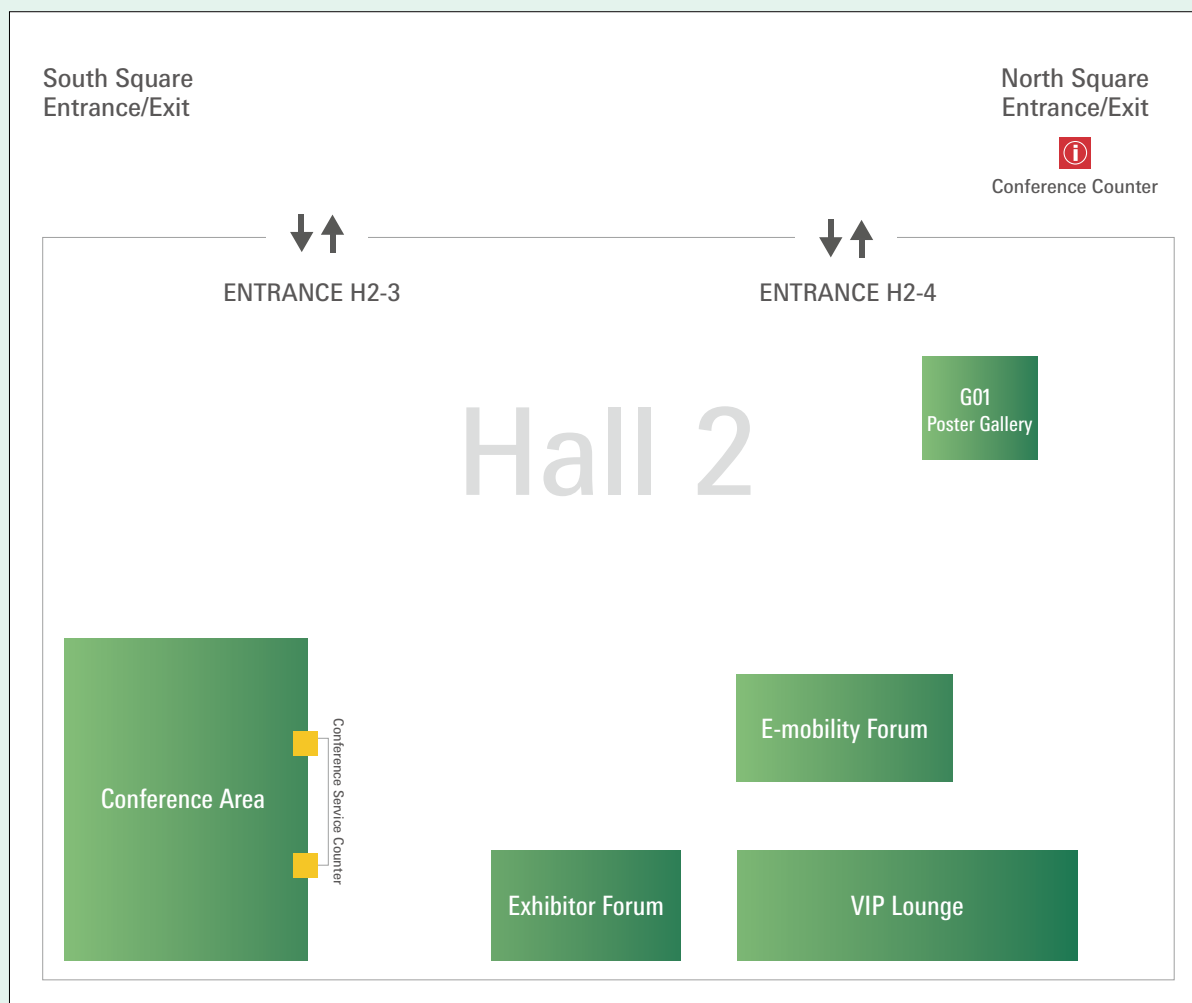 South Square
Entrance/Exit
North Square
Entrance/Exit
i
Conference Counter
ENTRANCE H2-3
ENTRANCE H2-4
G01
Poster Gallery
Hall 2
E-mobility Forum
Conference Service Counter
Conference Area
Exhibitor Forum
VIP Lounge